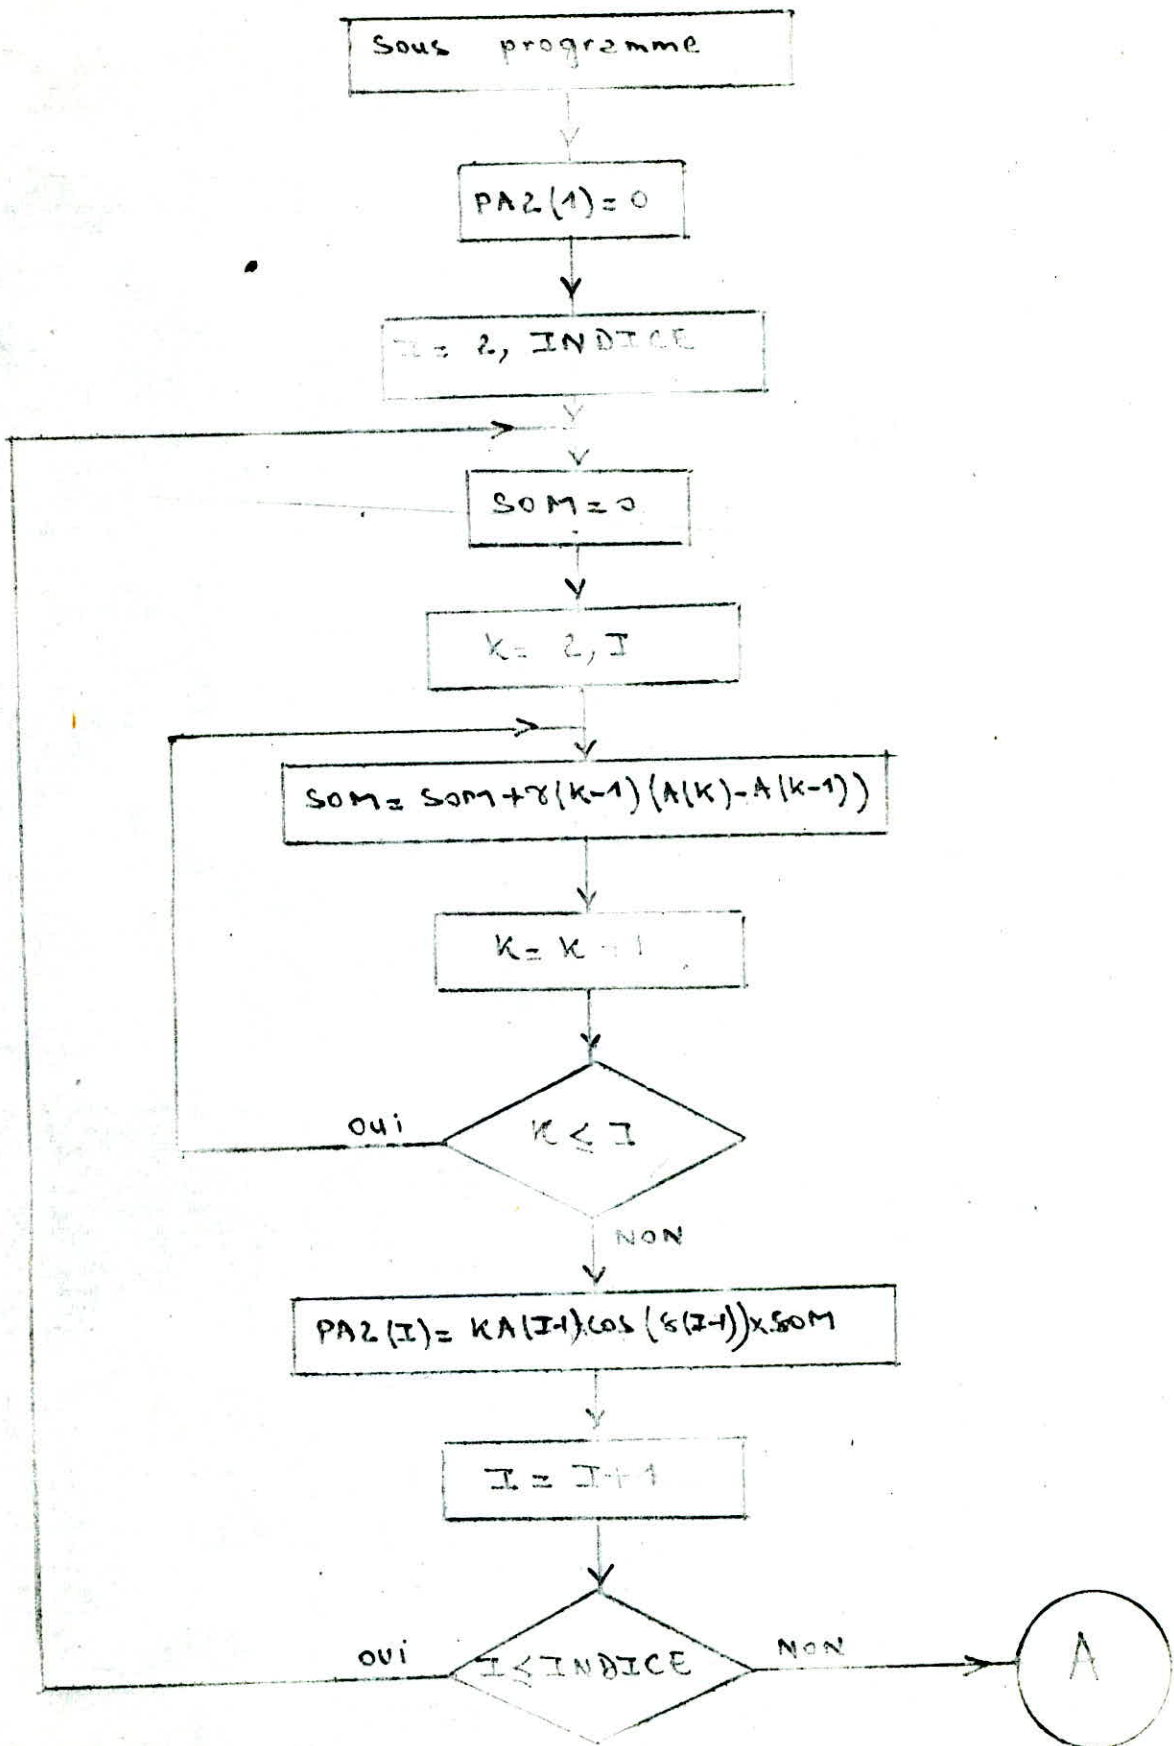 Sous programme
PA2(1)=0
I= 2, INDICE
SOM=0
K= 2, I
SOM= SOM+γ(K-1)(A(K)-A(K-1))
K= K+1
OUI
K≤I
NON
PA2(I)= KA(I-1).cos(δ(I-1))×SOM
I = I+1
OUI
I≤INDICE
NON
A